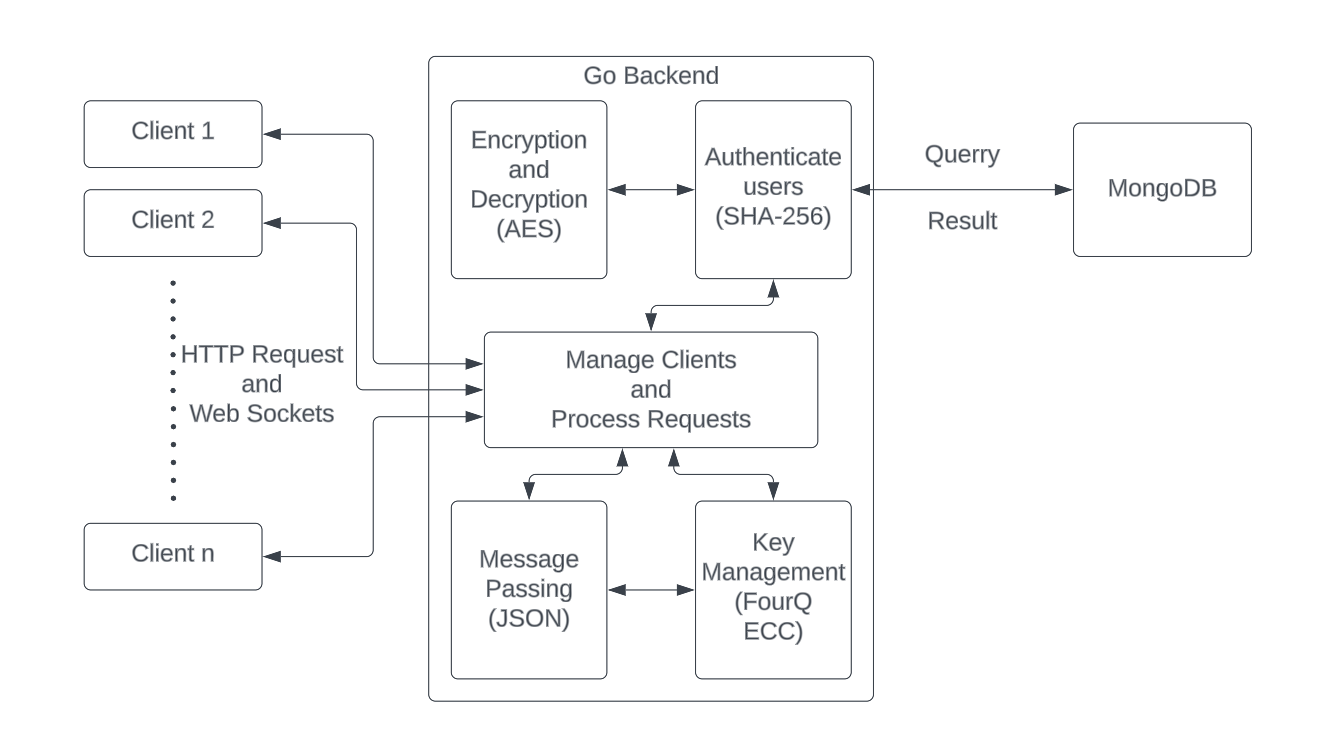 Go Backend
Client 1
Client 2
HTTP Request
and
Web Sockets
Client n
Encryption
and
Decryption
(AES)
Authenticate
users
(SHA-256)
Querry
Result
MongoDB
Manage Clients
and
Process Requests
Message
Passing
(JSON)
Key
Management
(FourQ
ECC)